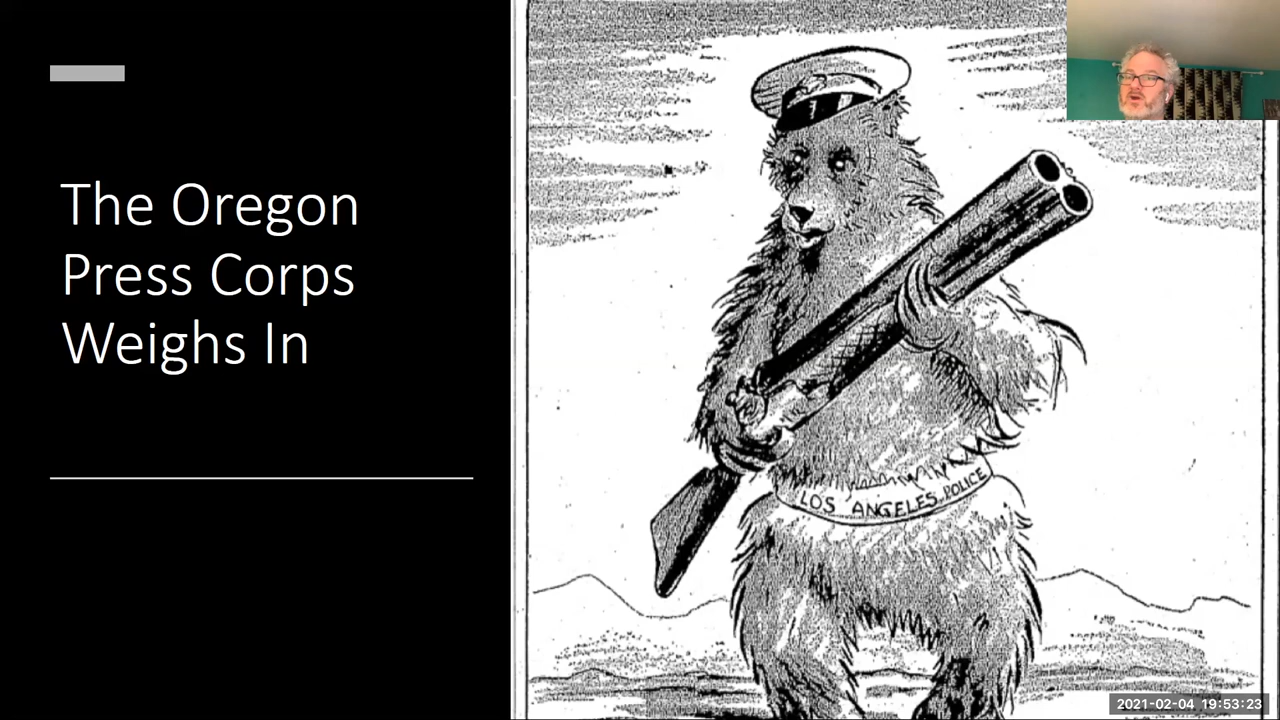 The Oregon
Press Corps
Weighs In
LOS ANGELES POLICE
2021-02-04 19:53:23